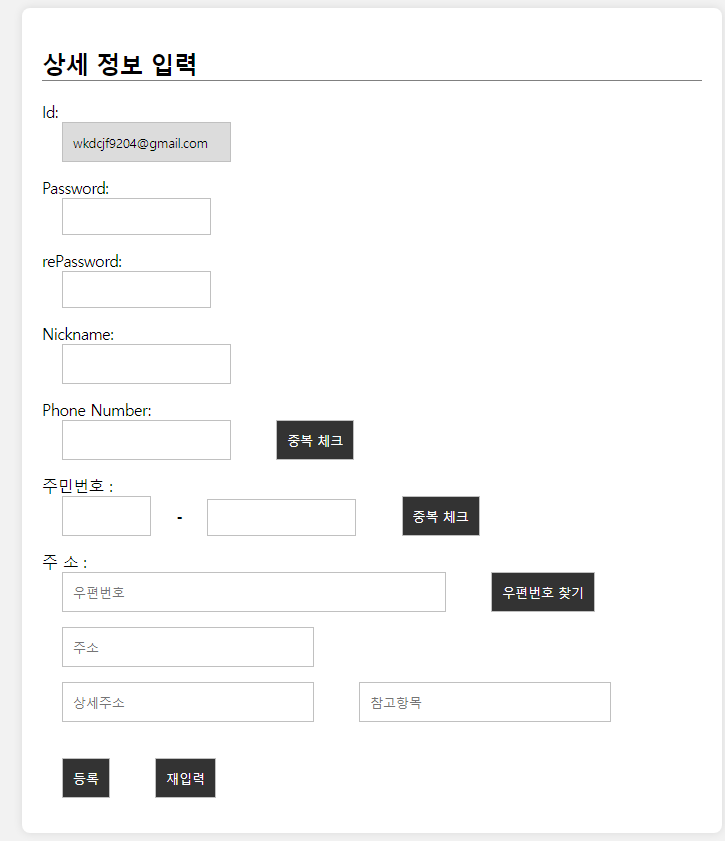 상세 정보 입력
Id:
wkdcjf9204@gmail.com
Password:
rePassword:
Nickname:
Phone Number:
중복 체크
주민번호 :
- 중복 체크
주 소 :
우편번호 우편번호 찾기
주소
상세주소 참고항목
등록 재입력